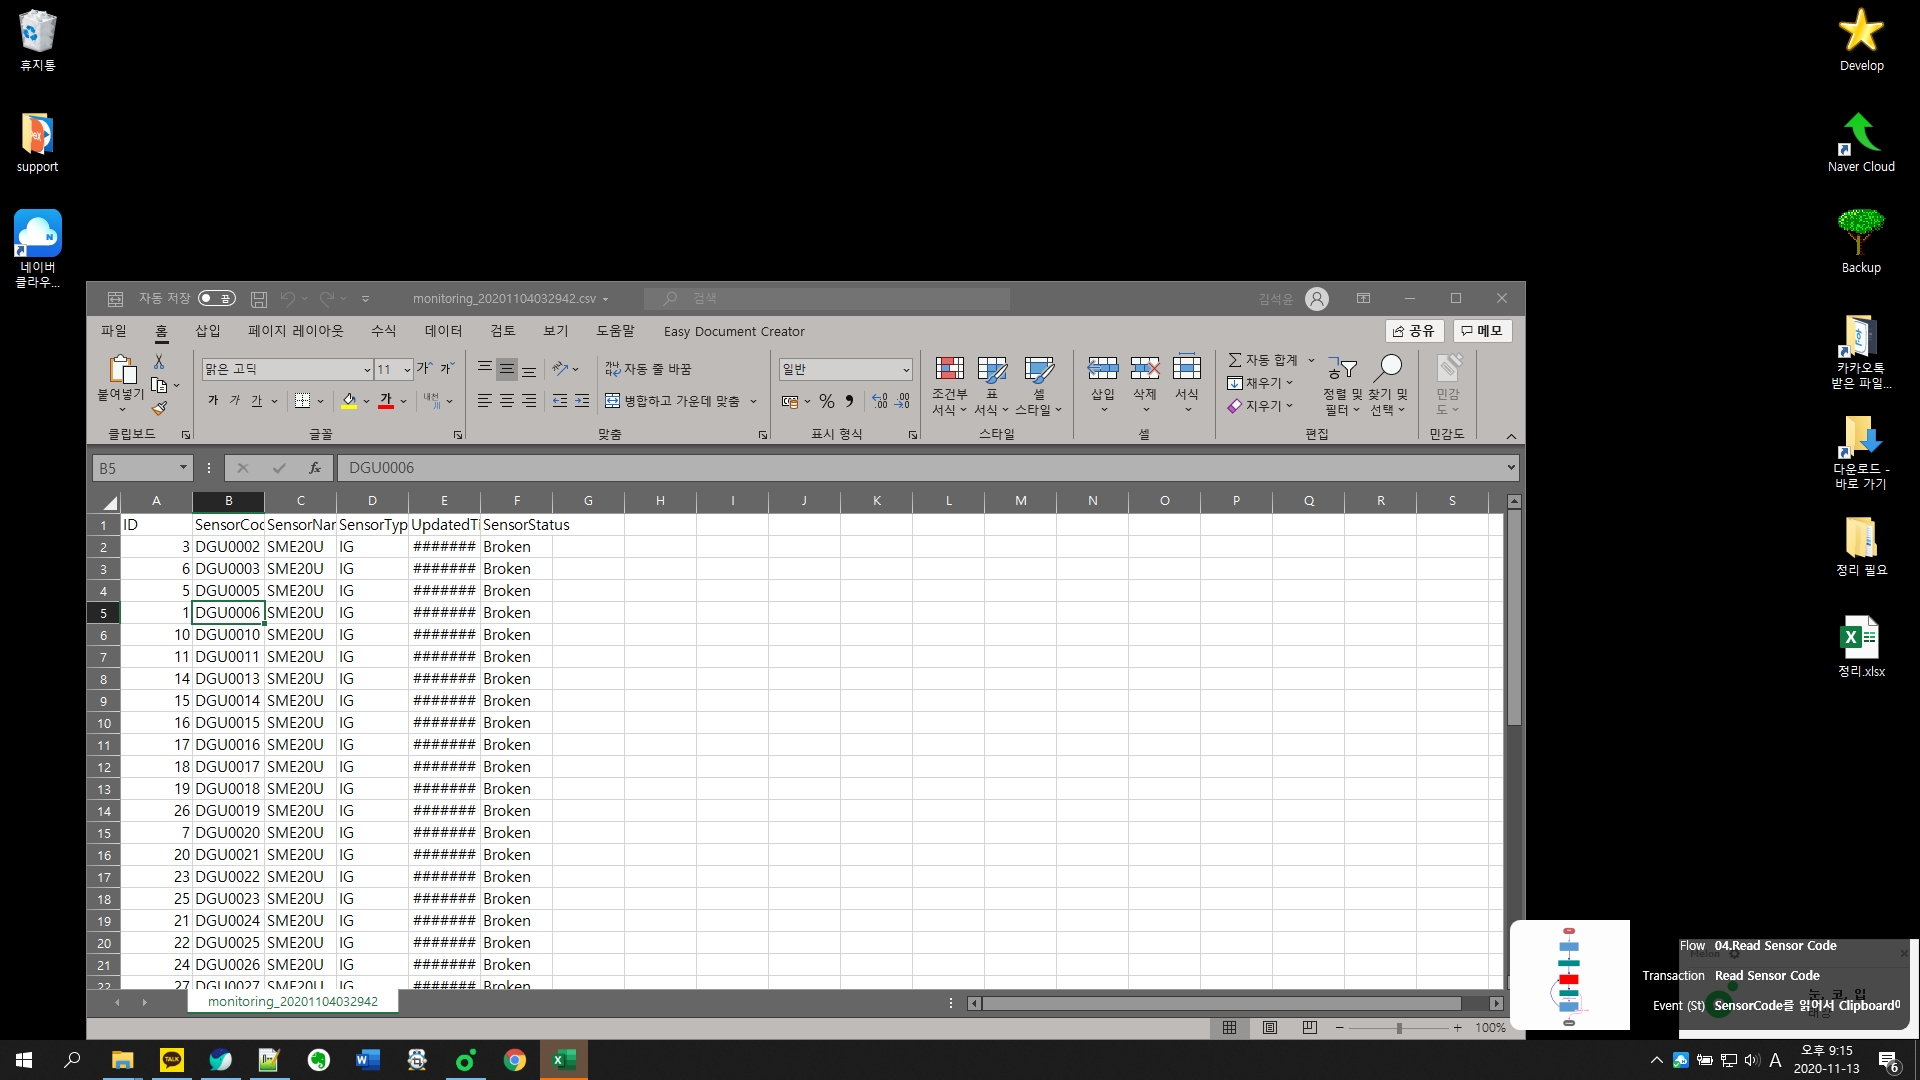 휴지통
support
네이버
클라우...
Develop
Naver Cloud
Backup
카카오톡
받은 파일...
다운로드 -
바로 가기
정리 필요
정리.xlsx
자동 저장 끔
monitoring_20201104032942.csv
검색
김석윤
파일 홈 삽입 페이지 레이아웃 수식 데이터 검토 보기 도움말 Easy Document Creator
공유 메모
붙여넣기
클립보드
맑은 고딕 11 가 가
가 가 가 가 내천
글꼴
자동 줄 바꿈
병합하고 가운데 맞춤
맞춤
일반
% ,
표시 형식
조건부 서식
표 서식
셀 스타일
스타일
삽입 삭제 서식
셀
자동 합계
채우기
지우기
정렬 및 필터
찾기 및 선택
편집
민감도
민감도
B5 fx DGU0006
A B C D E F G H I J K L M N O P Q R S
1 ID SensorCod SensorNar SensorTyp UpdatedTi SensorStatus
2 3 DGU0002 SME20U IG ####### Broken
3 6 DGU0003 SME20U IG ####### Broken
4 5 DGU0005 SME20U IG ####### Broken
5 1 DGU0006 SME20U IG ####### Broken
6 10 DGU0010 SME20U IG ####### Broken
7 11 DGU0011 SME20U IG ####### Broken
8 14 DGU0013 SME20U IG ####### Broken
9 15 DGU0014 SME20U IG ####### Broken
10 16 DGU0015 SME20U IG ####### Broken
11 17 DGU0016 SME20U IG ####### Broken
12 18 DGU0017 SME20U IG ####### Broken
13 19 DGU0018 SME20U IG ####### Broken
14 26 DGU0019 SME20U IG ####### Broken
15 7 DGU0020 SME20U IG ####### Broken
16 20 DGU0021 SME20U IG ####### Broken
17 23 DGU0022 SME20U IG ####### Broken
18 25 DGU0023 SME20U IG ####### Broken
19 21 DGU0024 SME20U IG ####### Broken
20 22 DGU0025 SME20U IG ####### Broken
21 24 DGU0026 SME20U IG ####### Broken
22 27 DGU0027 SME20U IG ####### Broken
monitoring_20201104032942
100%
Flow 04.Read Sensor Code
Melon
Transaction Read Sensor Code
눈, 코, 입
Event (St) SensorCode를 읽어서 Clipboard에
태양
TALK
A
오후 9:15
2020-11-13
6